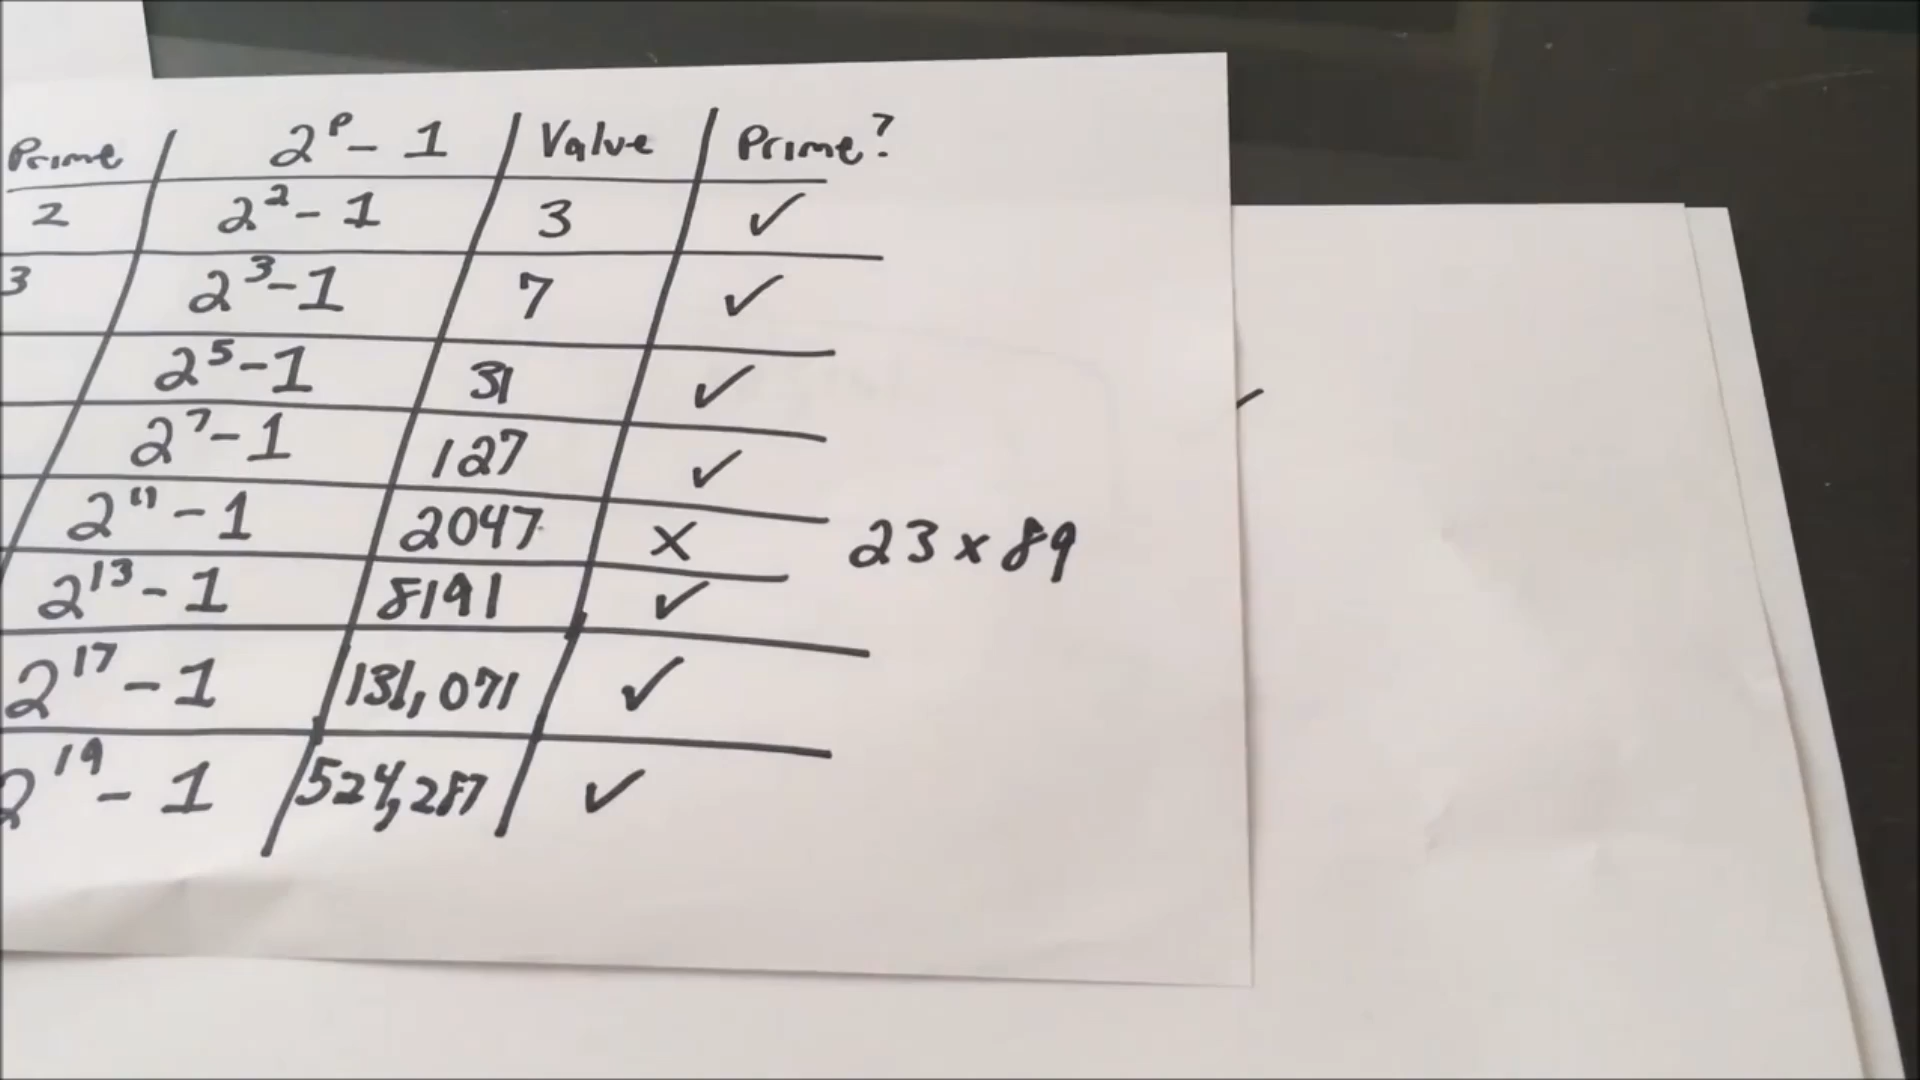 Prime 2^p - 1 Value Prime?
2 2^2 - 1 3 ✓
3 2^3 - 1 7 ✓
2^5 - 1 31 ✓
2^7 - 1 127 ✓
2^11 - 1 2047 x 23 x 89
2^13 - 1 8191 ✓
2^17 - 1 131,071 ✓
2^19 - 1 524,287 ✓